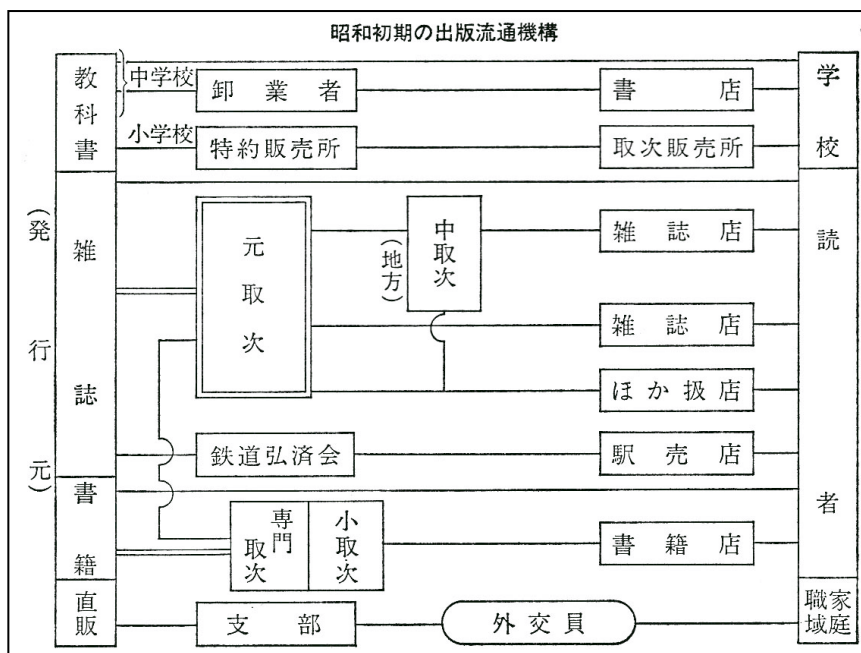 昭和初期の出版流通機構
(発行元)
教科書
中学校
卸業者
書店
学校
小学校
特約販売所
取次販売所
雑誌
元取次
中取次
(地方)
雑誌店
読者
雑誌店
ほか扱店
鉄道弘済会
駅売店
書籍
専門取次
小取次
書籍店
直販
支部
外交員
職域
家庭